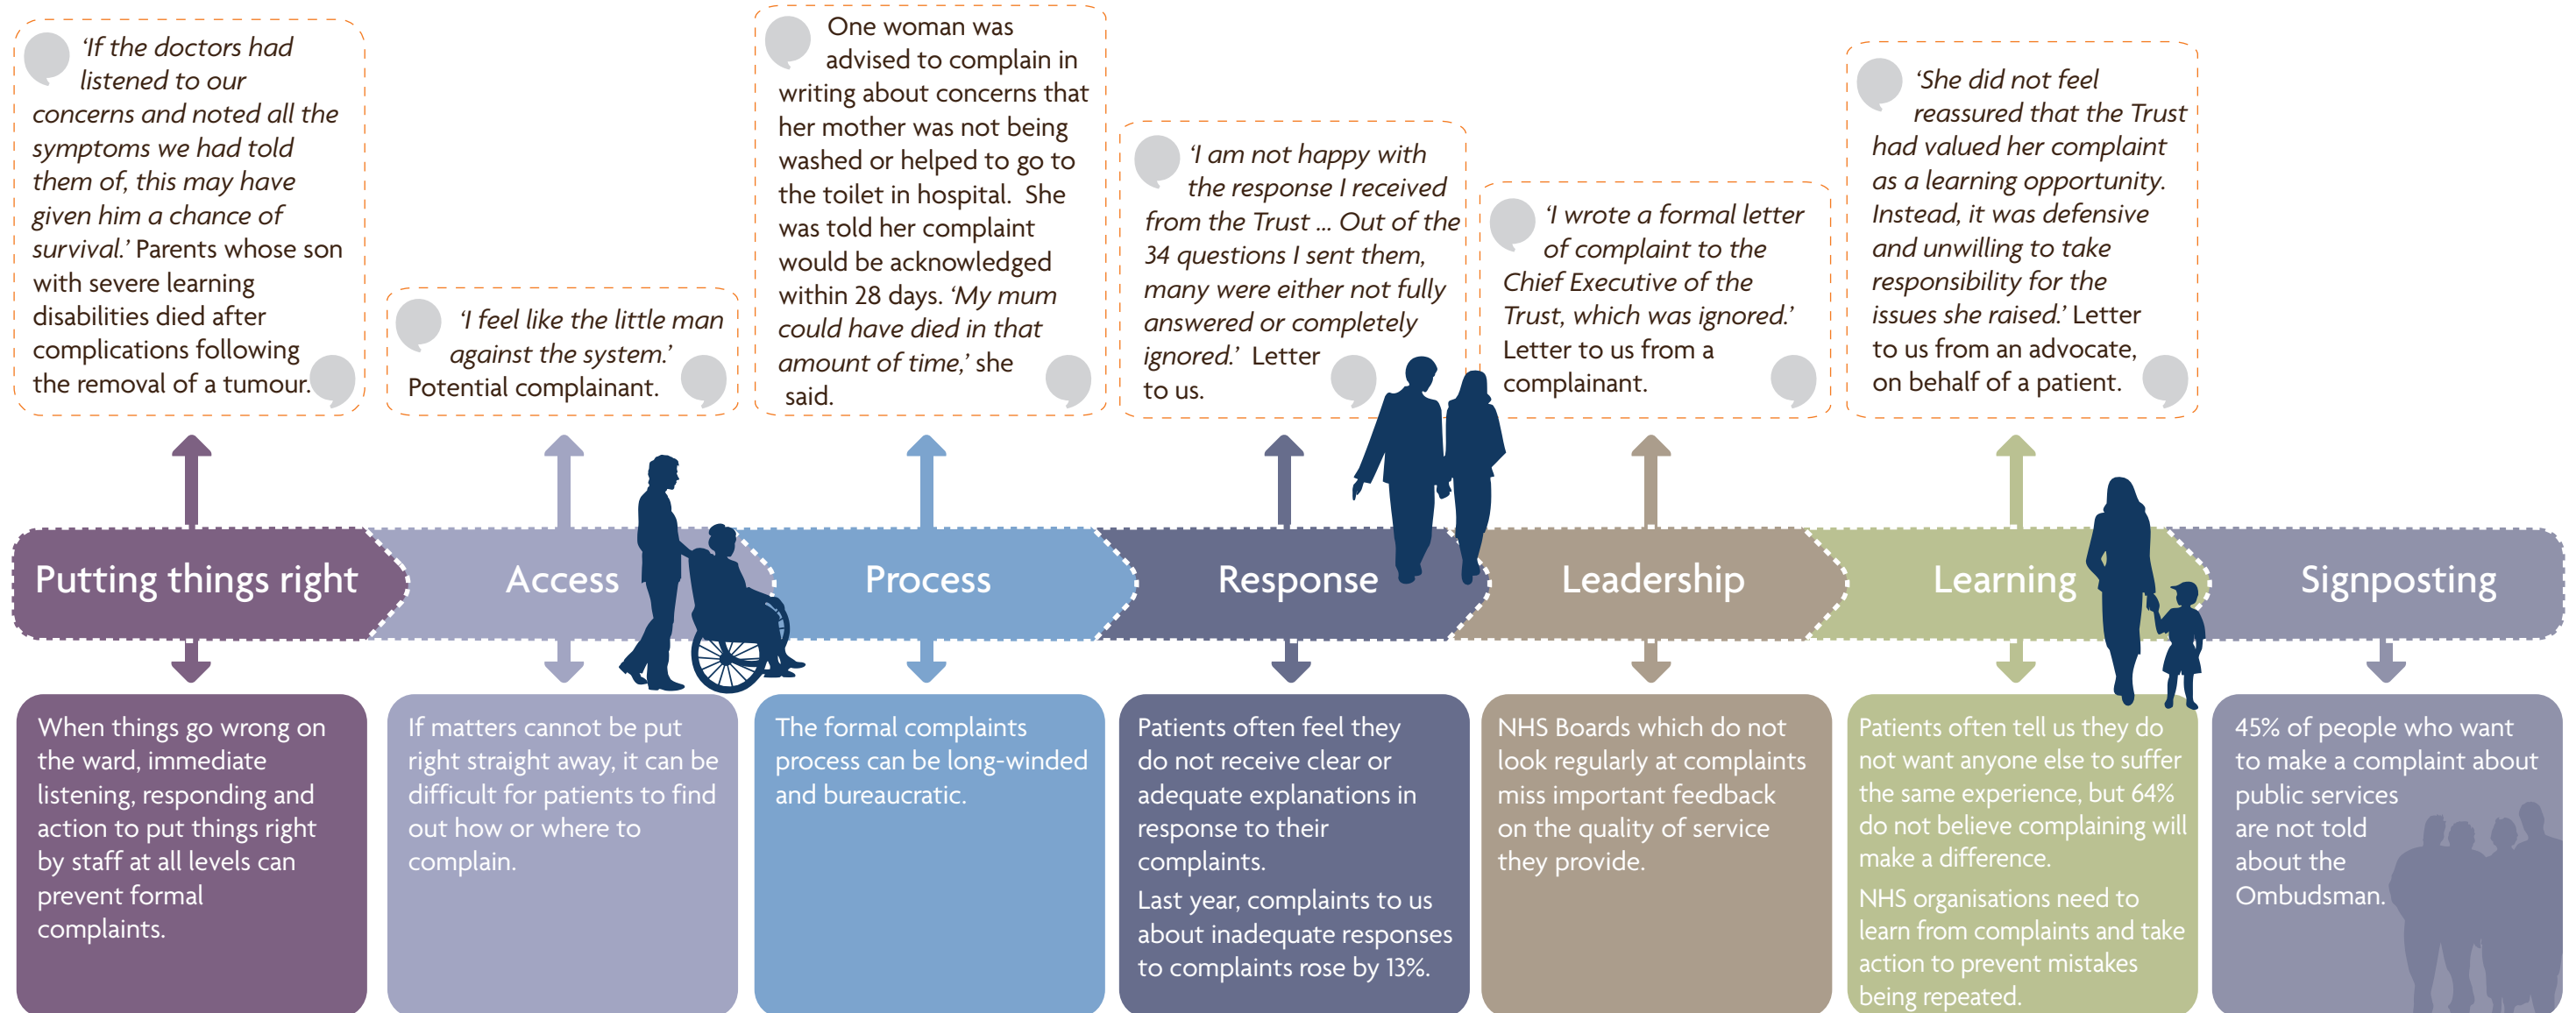 ‘If the doctors had
listened to our
concerns and noted all the
symptoms we had told
them of, this may have
given him a chance of
survival.’ Parents whose son
with severe learning
disabilities died after
complications following
the removal of a tumour.
‘I feel like the little man
against the system.’
Potential complainant.
One woman was
advised to complain in
writing about concerns that
her mother was not being
washed or helped to go to
the toilet in hospital.  She
was told her complaint
would be acknowledged
within 28 days. ‘My mum
could have died in that
amount of time,’ she
said.
‘I am not happy with
the response I received
from the Trust ... Out of the
34 questions I sent them,
many were either not fully
answered or completely
ignored.’  Letter
to us.
‘I wrote a formal letter
of complaint to the
Chief Executive of the
Trust, which was ignored.’
Letter to us from a
complainant.
‘She did not feel
reassured that the Trust
had valued her complaint
as a learning opportunity.
Instead, it was defensive
and unwilling to take
responsibility for the
issues she raised.’ Letter
to us from an advocate,
on behalf of a patient.
Putting things right
Access
Process
Response
Leadership
Learning
Signposting
When things go wrong on
the ward, immediate
listening, responding and
action to put things right
by staff at all levels can
prevent formal
complaints.
If matters cannot be put
right straight away, it can be
difficult for patients to find
out how or where to
complain.
The formal complaints
process can be long-winded
and bureaucratic.
Patients often feel they
do not receive clear or
adequate explanations in
response to their
complaints.
Last year, complaints to us
about inadequate responses
to complaints rose by 13%.
NHS Boards which do not
look regularly at complaints
miss important feedback
on the quality of service
they provide.
Patients often tell us they do
not want anyone else to suffer
the same experience, but 64%
do not believe complaining will
make a difference.
NHS organisations need to
learn from complaints and take
action to prevent mistakes
being repeated.
45% of people who want
to make a complaint about
public services
are not told
about the
Ombudsman.